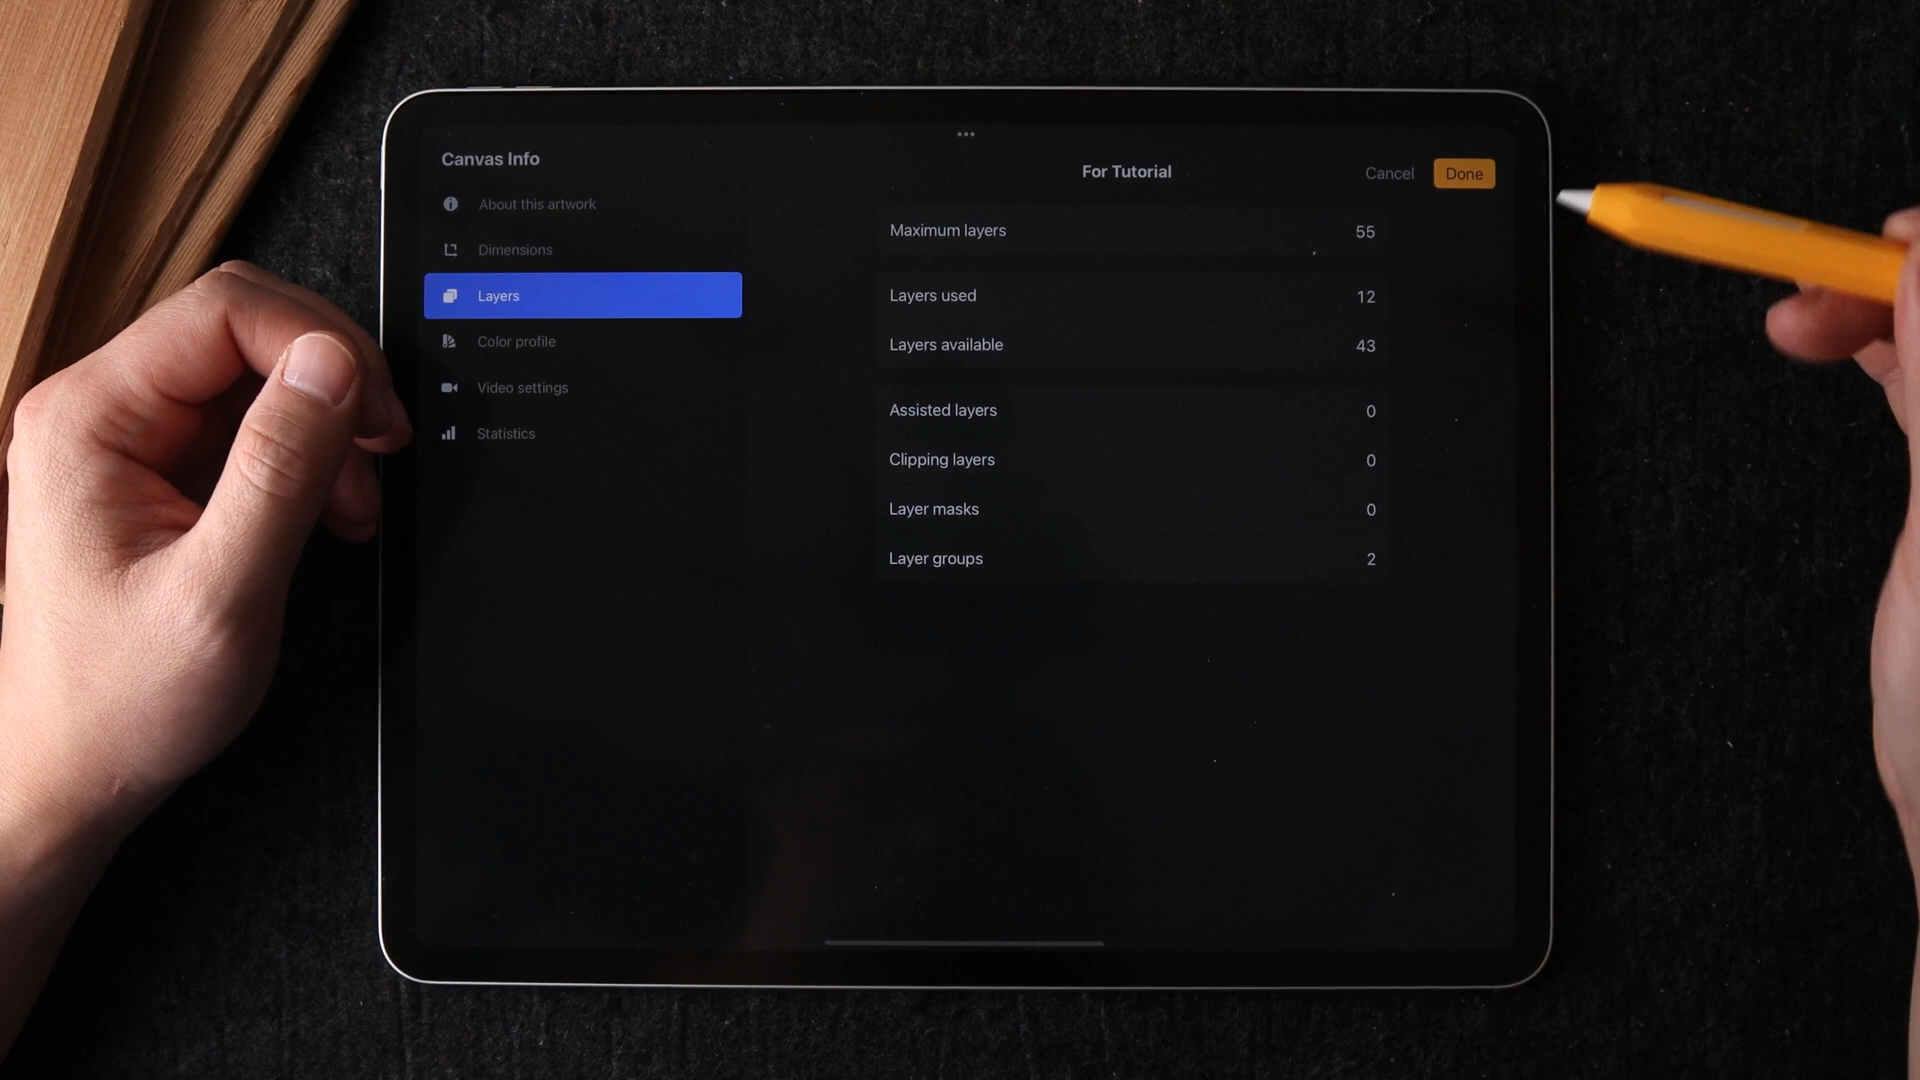 Canvas Info
About this artwork
Dimensions
Layers
Color profile
Video settings
Statistics
For Tutorial
Cancel
Done
Maximum layers 55
Layers used 12
Layers available 43
Assisted layers 0
Clipping layers 0
Layer masks 0
Layer groups 2